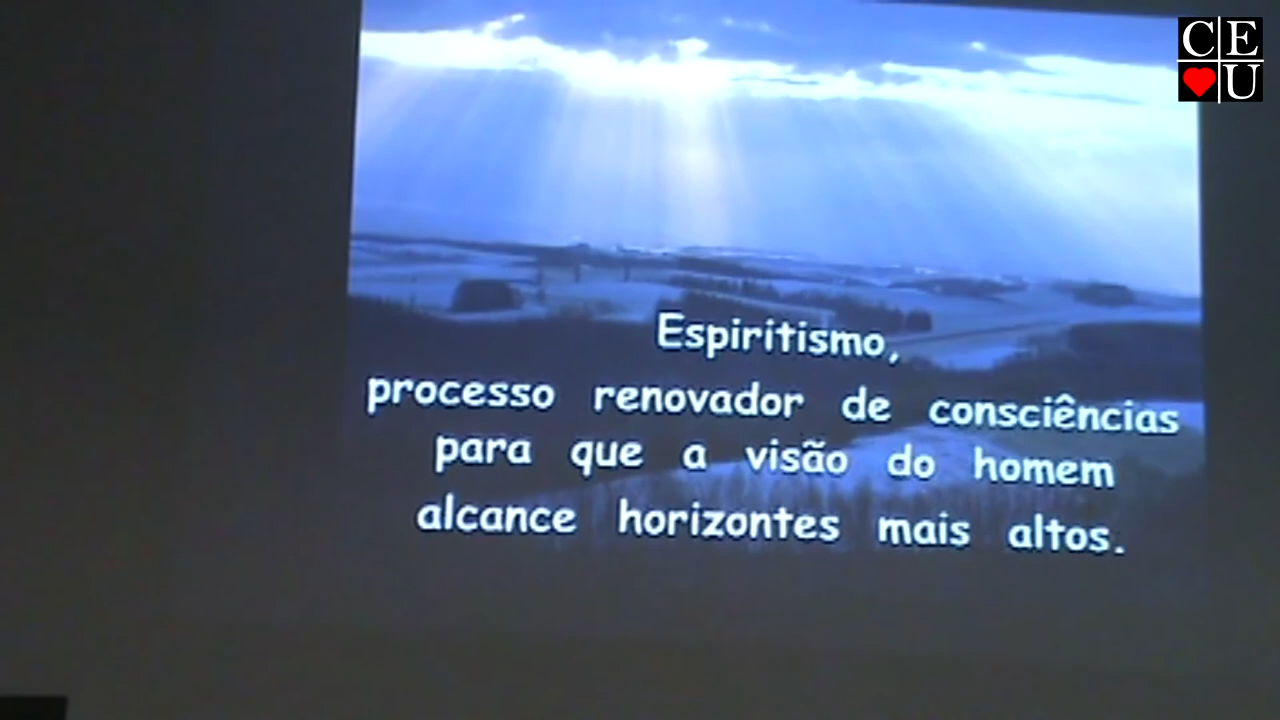 CE
U
Espiritismo,
processo renovador de consciências
para que a visão do homem
alcance horizontes mais altos.